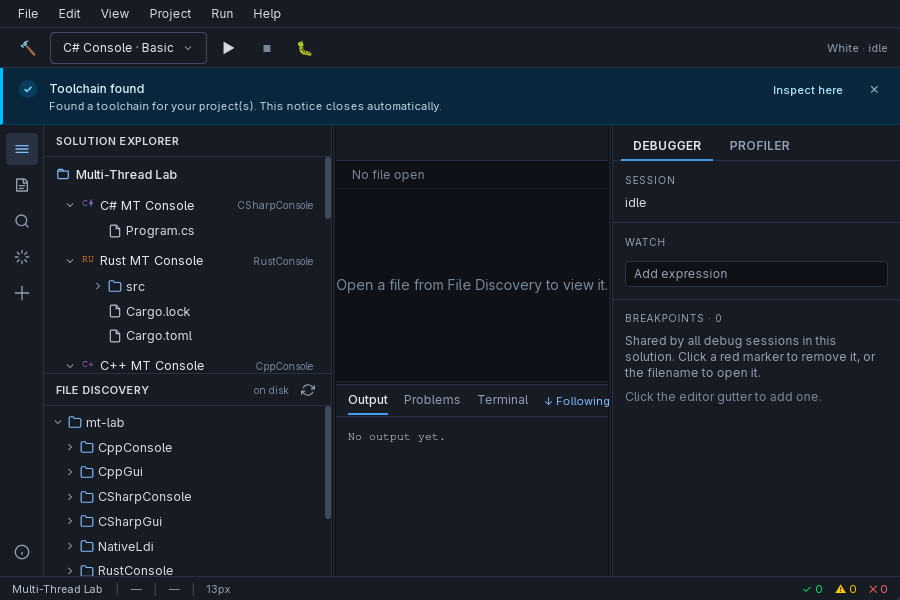 File Edit View Project Run Help
C# Console · Basic
White · idle
Toolchain found
Found a toolchain for your project(s). This notice closes automatically.
Inspect here
SOLUTION EXPLORER
Multi-Thread Lab
C# MT Console CSharpConsole
Program.cs
RU Rust MT Console RustConsole
src
Cargo.lock
Cargo.toml
C+ C++ MT Console CppConsole
FILE DISCOVERY on disk
mt-lab
CppConsole
CppGui
CSharpConsole
CSharpGui
NativeLdi
RustConsole
No file open
Open a file from File Discovery to view it.
Output Problems Terminal ↓ Following
No output yet.
DEBUGGER PROFILER
SESSION
idle
WATCH
Add expression
BREAKPOINTS · 0
Shared by all debug sessions in this
solution. Click a red marker to remove it, or
the filename to open it.
Click the editor gutter to add one.
Multi-Thread Lab | — | — | 13px
0 0 0